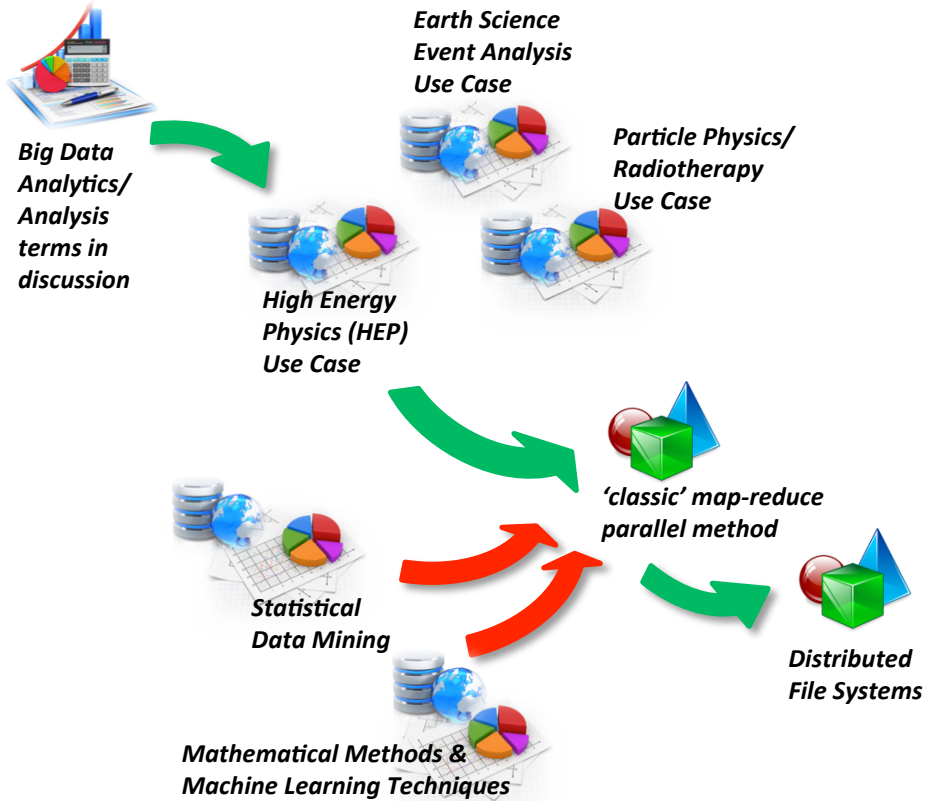 Earth Science
Event Analysis
Use Case
Particle Physics/
Radiotherapy
Use Case
Big Data
Analytics/
Analysis
terms in
discussion
High Energy
Physics (HEP)
Use Case
‘classic’ map-reduce
parallel method
Statistical
Data Mining
Distributed
File Systems
Mathematical Methods &
Machine Learning Techniques